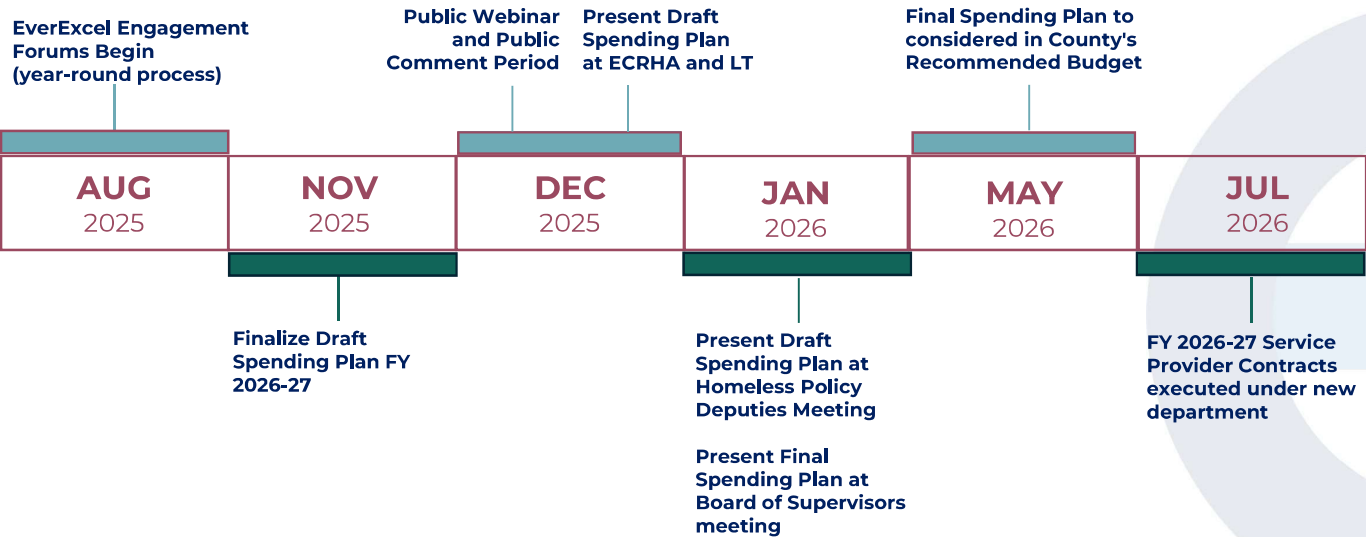 EverExcel Engagement
Forums Begin
(year-round process)
Public Webinar
and Public
Comment Period
Present Draft
Spending Plan
at ECRHA and LT
Final Spending Plan to
considered in County's
Recommended Budget
AUG
2025
NOV
2025
DEC
2025
JAN
2026
MAY
2026
JUL
2026
Finalize Draft
Spending Plan FY
2026-27
Present Draft
Spending Plan at
Homeless Policy
Deputies Meeting
Present Final
Spending Plan at
Board of Supervisors
meeting
FY 2026-27 Service
Provider Contracts
executed under new
department